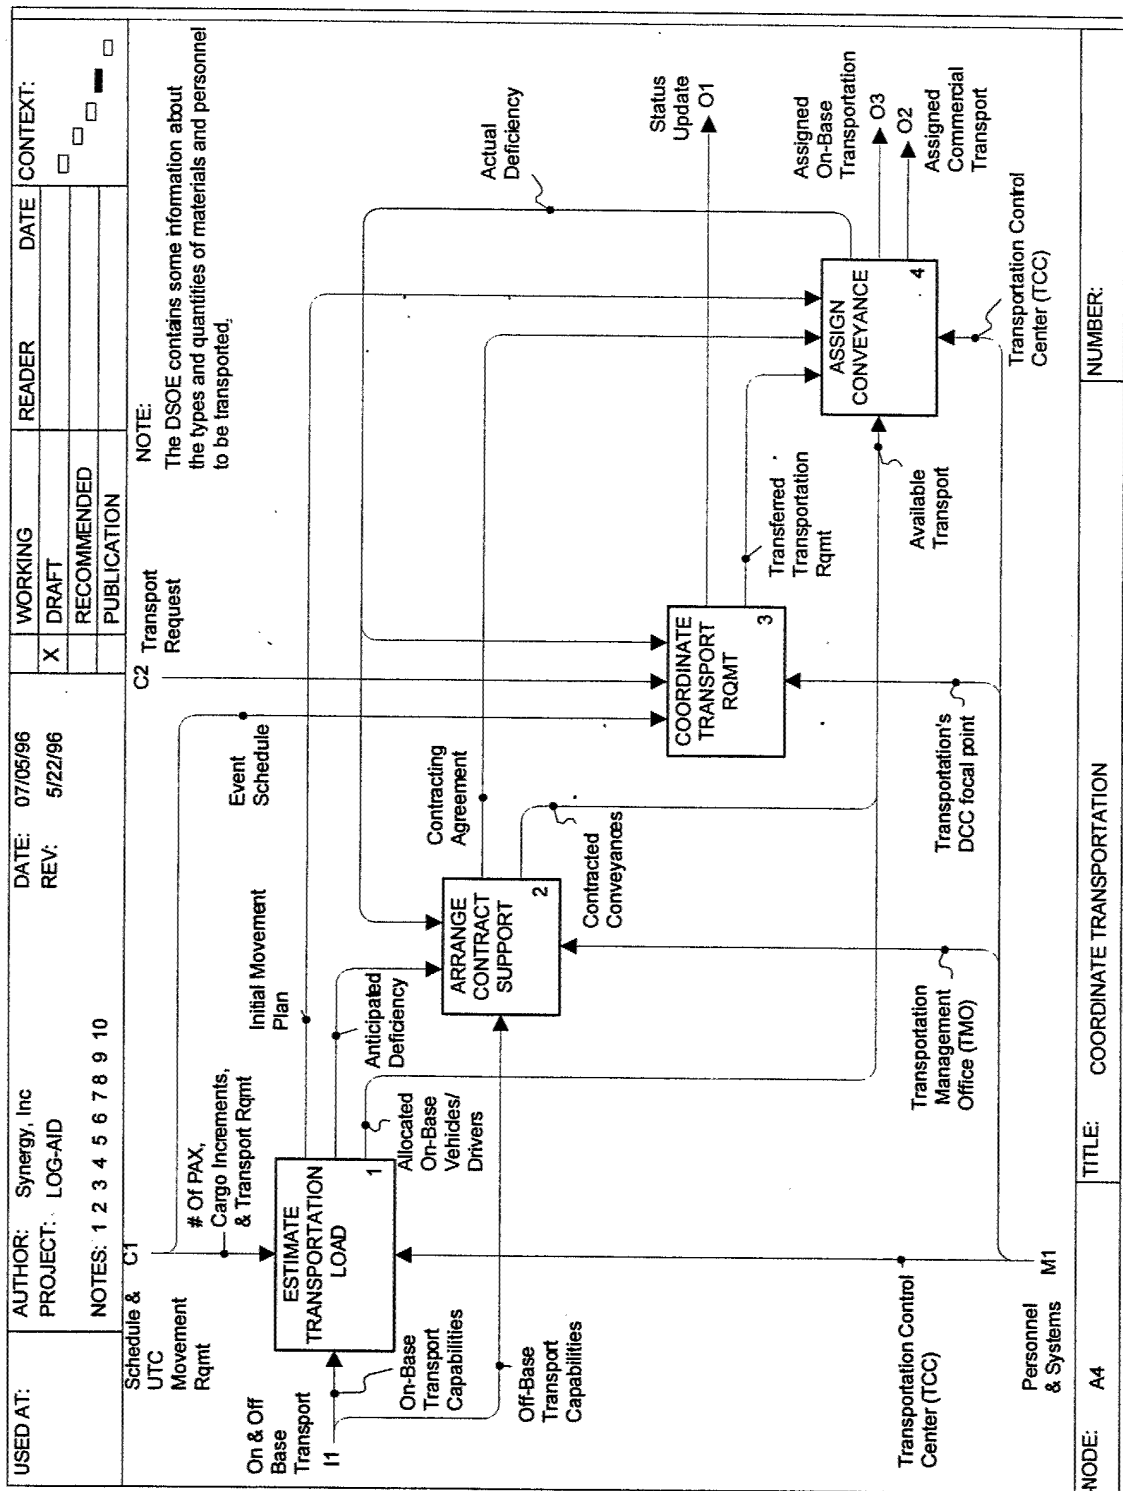 USED AT:
AUTHOR: Synergy, Inc
PROJECT: LOG-AID
NOTES: 1 2 3 4 5 6 7 8 9 10
DATE: 07/05/96
REV: 5/22/96
WORKING
X DRAFT
RECOMMENDED
PUBLICATION
READER DATE
CONTEXT:
Schedule &
UTC
Movement
Rqmt
C1
C2
Transport
Request
NOTE:
The DSOE contains some information about
the types and quantities of materials and personnel
to be transported.
# Of PAX,
Cargo Increments,
& Transport Rqmt
Event
Schedule
On & Off
Base
Transport
I1
ESTIMATE
TRANSPORTATION
LOAD
1
On-Base
Transport
Capabilities
Off-Base
Transport
Capabilities
Initial Movement
Plan
Anticipated
Deficiency
Allocated
On-Base
Vehicles/
Drivers
ARRANGE
CONTRACT
SUPPORT
2
Contracting
Agreement
Contracted
Conveyances
COORDINATE
TRANSPORT
RQMT
3
Transferred
Transportation
Rqmt
Actual
Deficiency
Status
Update
O1
ASSIGN
CONVEYANCE
4
Available
Transport
Assigned
On-Base
Transportation
O3
O2
Assigned
Commercial
Transport
Transportation Control
Center (TCC)
Transportation
Management
Office (TMO)
Transportation's
DCC focal point
Transportation Control
Center (TCC)
Personnel
& Systems
M1
NODE: A4
TITLE: COORDINATE TRANSPORTATION
NUMBER: